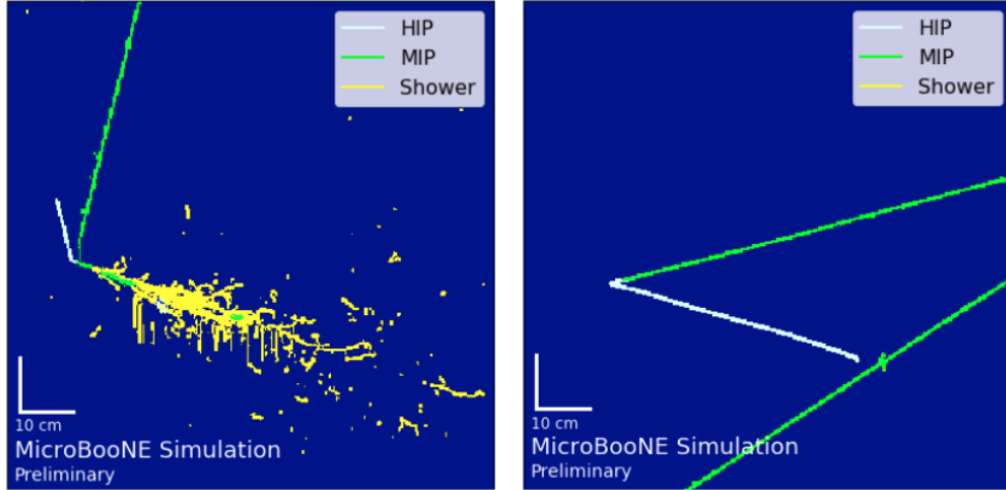 HIP
MIP
Shower
10 cm
MicroBooNE Simulation
Preliminary
HIP
MIP
Shower
10 cm
MicroBooNE Simulation
Preliminary